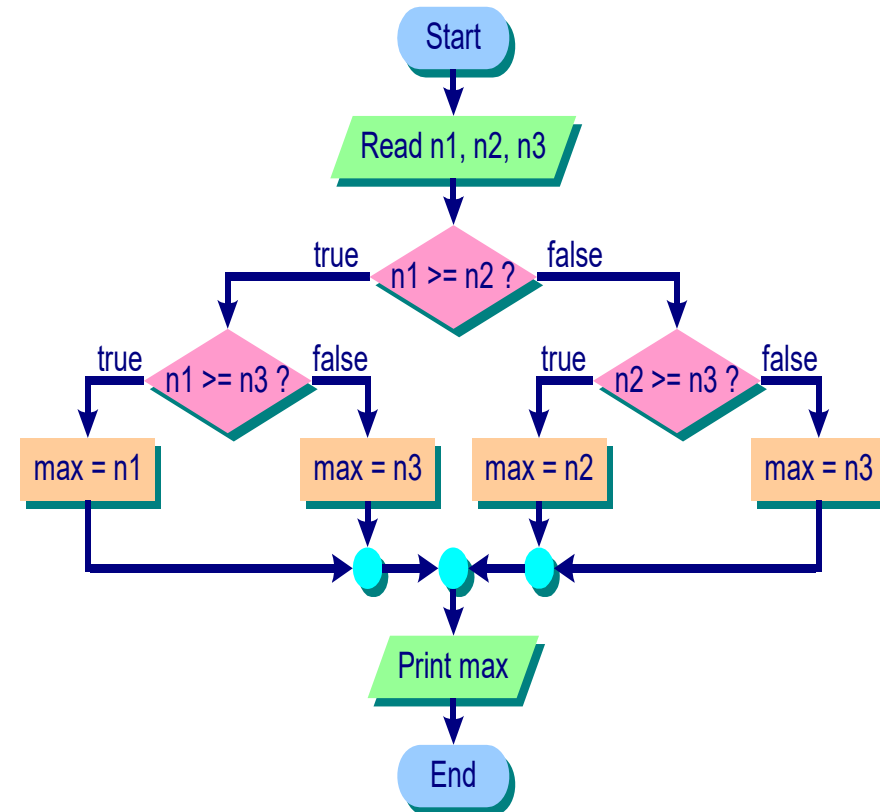 Start
Read n1, n2, n3
true
n1 >= n2 ?
false
true
n1 >= n3 ?
false
true
n2 >= n3 ?
false
max = n1
max = n3
max = n2
max = n3
Print max
End